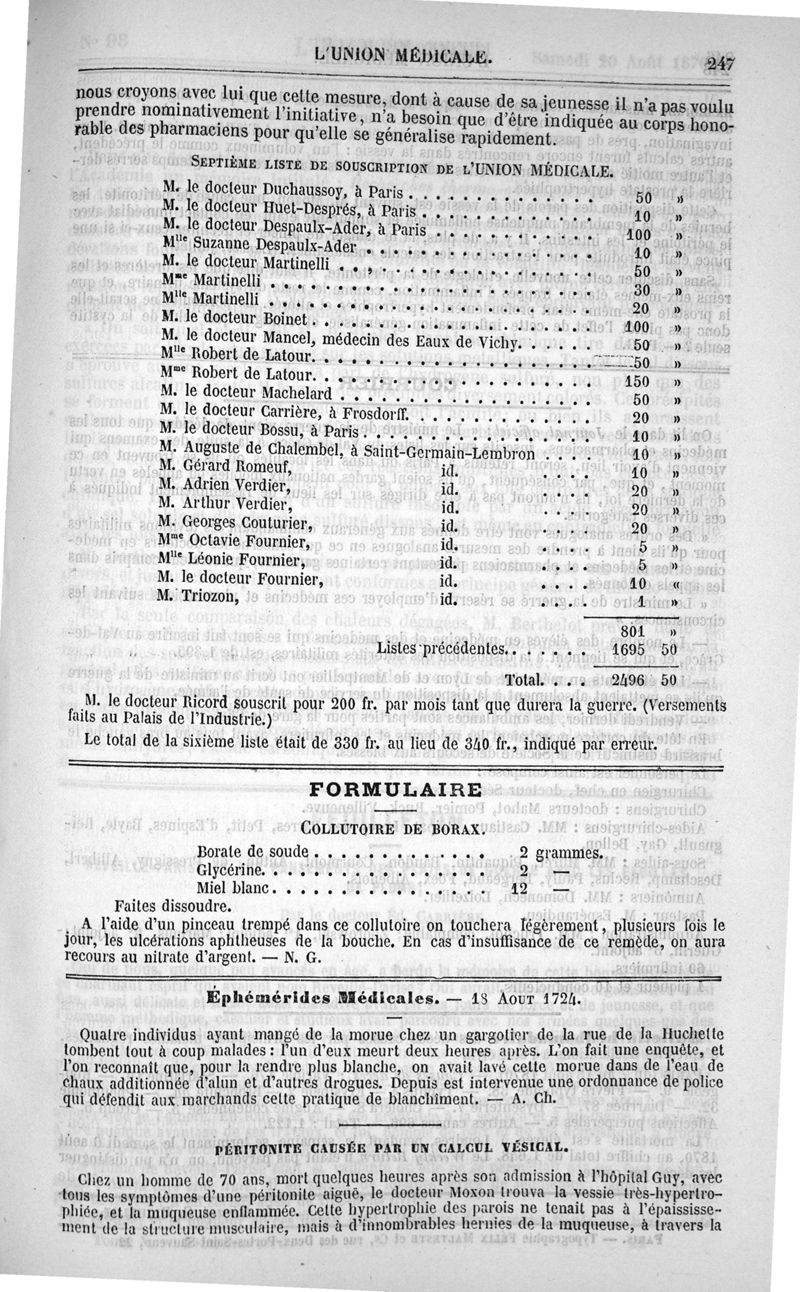 L'UNION MÉDICALE. 247
nous croyons avec lui que cette mesure, dont à cause de sa jeunesse il n'a pas voulu
prendre nominativement l'initiative, n'a besoin que d'être indiquée au corps hono-
rable des pharmaciens pour qu'elle se généralise rapidement.
SEPTIÈME LISTE DE SOUSCRIPTION DE L'UNION MÉDICALE.
M. le docteur Duchaussoy, à Paris . . . . . . . . . . . . . 50 »
M. le docteur Huet-Després, à Paris . . . . . . . . . . . . 10 »
M. le docteur Despaulx-Ader, à Paris . . . . . . . . . . . 100 »
Mlle Suzanne Despaulx-Ader . . . . . . . . . . . . . . . 10 »
M. le docteur Martinelli . . . . . . . . . . . . . . . . . 50 »
Mme Martinelli . . . . . . . . . . . . . . . . . . . . . 30 »
Mlle Martinelli . . . . . . . . . . . . . . . . . . . . . 20 »
M. le docteur Boinet . . . . . . . . . . . . . . . . . . 100 »
M. le docteur Mancel, médecin des Eaux de Vichy. . . . . . 50 »
Mlle Robert de Latour. . . . . . . . . . . . . . . . . . 50 »
Mme Robert de Latour. . . . . . . . . . . . . . . . . . 150 »
M. le docteur Machelard . . . . . . . . . . . . . . . . . 50 »
M. le docteur Carrière, à Frosdorff. . . . . . . . . . . . 20 »
M. le docteur Bossu, à Paris . . . . . . . . . . . . . . . 10 »
M. Auguste de Chalembel, à Saint-Germain-Lembron . . . . 10 »
M. Gérard Romeuf, id. . . . . 10 »
M. Adrien Verdier, id. . . . . 20 »
M. Arthur Verdier, id. . . . . 20 »
M. Georges Couturier, id. . . . . 20 »
Mme Octavie Fournier, id. . . . . 5 »
Mlle Léonie Fournier, id. . . . . 5 »
M. le docteur Fournier, id. . . . . 10 «
M. Triozon, id. . . . . 1 »
801 »
Listes précédentes. . . . . . . 1695 50
Total. . . . 2496 50
M. le docteur Ricord souscrit pour 200 fr. par mois tant que durera la guerre. (Versements
faits au Palais de l'Industrie.)
Le total de la sixième liste était de 330 fr. au lieu de 340 fr., indiqué par erreur.
FORMULAIRE
COLLUTOIRE DE BORAX.
Borate de soude . . . . . . . . . . . . 2 grammes.
Glycérine. . . . . . . . . . . . . . . . 2 —
Miel blanc . . . . . . . . . . . . . . . 12 —
Faites dissoudre.
A l'aide d'un pinceau trempé dans ce collutoire on touchera légèrement, plusieurs fois le
jour, les ulcérations aphtheuses de la bouche. En cas d'insuffisance de ce remède, on aura
recours au nitrate d'argent. — N. G.
Éphémérides Médicales. — 18 AOUT 1724.
Quatre individus ayant mangé de la morue chez un gargotier de la rue de la Huchette
tombent tout à coup malades : l'un d'eux meurt deux heures après. L'on fait une enquête, et
l'on reconnaît que, pour la rendre plus blanche, on avait lavé cette morue dans de l'eau de
chaux additionnée d'alun et d'autres drogues. Depuis est intervenue une ordonnance de police
qui défendit aux marchands cette pratique de blanchiment. — A. Ch.
PÉRITONITE CAUSÉE PAR UN CALCUL VÉSICAL.
Chez un homme de 70 ans, mort quelques heures après son admission à l'hôpital Guy, avec
tous les symptômes d'une péritonite aiguë, le docteur Moxon trouva la vessie très-hypertro-
phiée, et la muqueuse enflammée. Cette hypertrophie des parois ne tenait pas à l'épaississe-
ment de la structure musculaire, mais à d'innombrables hernies de la muqueuse, à travers la